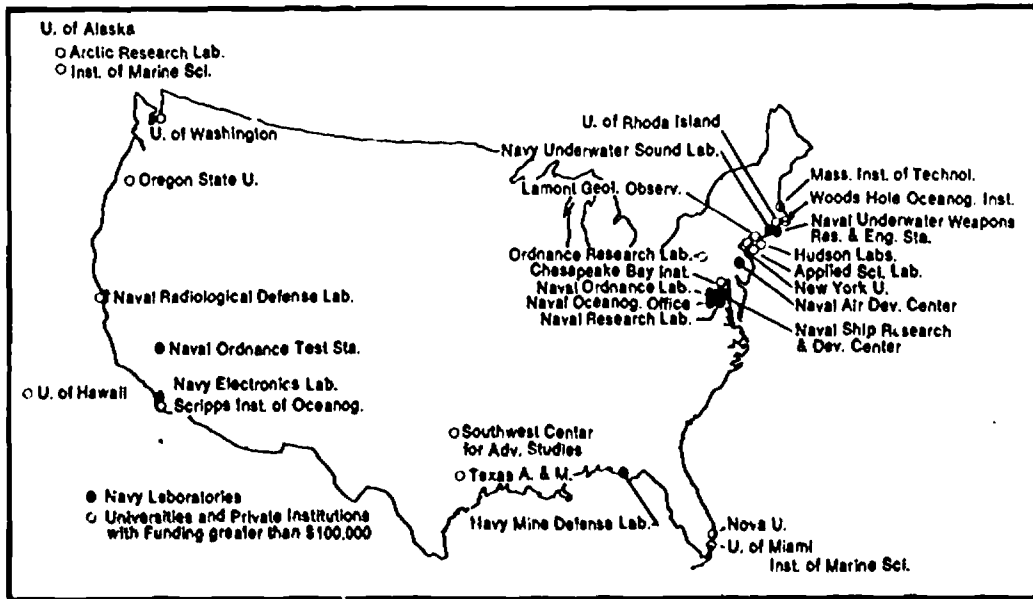 U. of Alaska
Arctic Research Lab.
Inst. of Marine Sci.
U. of Washington
Oregon State U.
Naval Radiological Defense Lab.
Naval Ordnance Test Sta.
U. of Hawaii
Navy Electronics Lab.
Scripps Inst. of Oceanog.
Navy Laboratories
Universities and Private Institutions
with Funding greater than $100,000
Southwest Center
for Adv. Studies
Texas A. & M.
Navy Mine Defense Lab.
Nova U.
U. of Miami
Inst. of Marine Sci.
U. of Rhoda Island
Navy Underwater Sound Lab.
Lamont Geol. Observ.
Mass. Inst. of Technol.
Woods Hole Oceanog. Inst.
Naval Underwater Weapons
Res. & Eng. Sta.
Hudson Labs.
Applied Sci. Lab.
New York U.
Naval Air Dev. Center
Naval Ship Research
& Dev. Center
Ordnance Research Lab.
Chesapeake Bay Inst.
Naval Ordnance Lab.
Naval Oceanog. Office
Naval Research Lab.